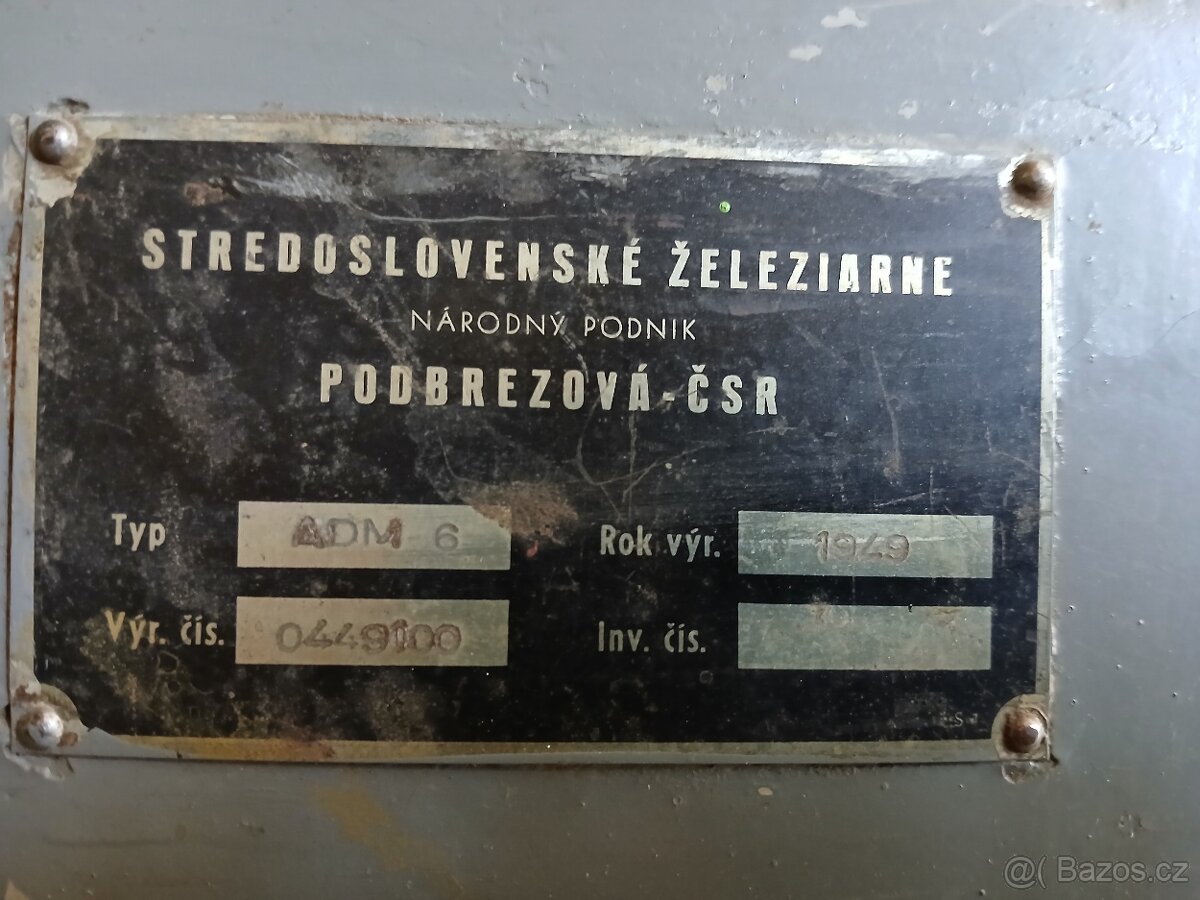 STREDOSLOVENSKÉ ŽELEZIARNE
NÁRODNÝ PODNIK
PODBREZOVÁ-ČSR
Typ ADM 6 Rok výr. 1949
Výr. čís. 0449100 Inv. čís.
@( Bazos.cz